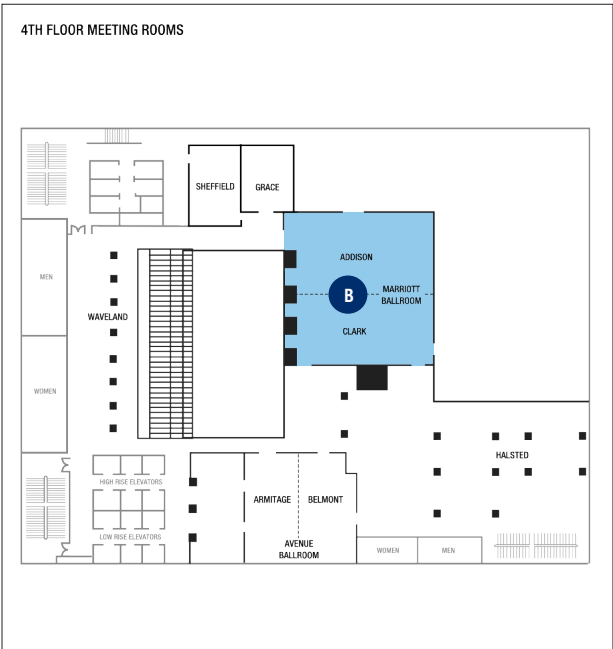 4TH FLOOR MEETING ROOMS
SHEFFIELD
GRACE
ADDISON
MEN
B
MARRIOTT
BALLROOM
WAVELAND
CLARK
WOMEN
HALSTED
HIGH RISE ELEVATORS
ARMITAGE
BELMONT
LOW RISE ELEVATORS
AVENUE
BALLROOM
WOMEN
MEN